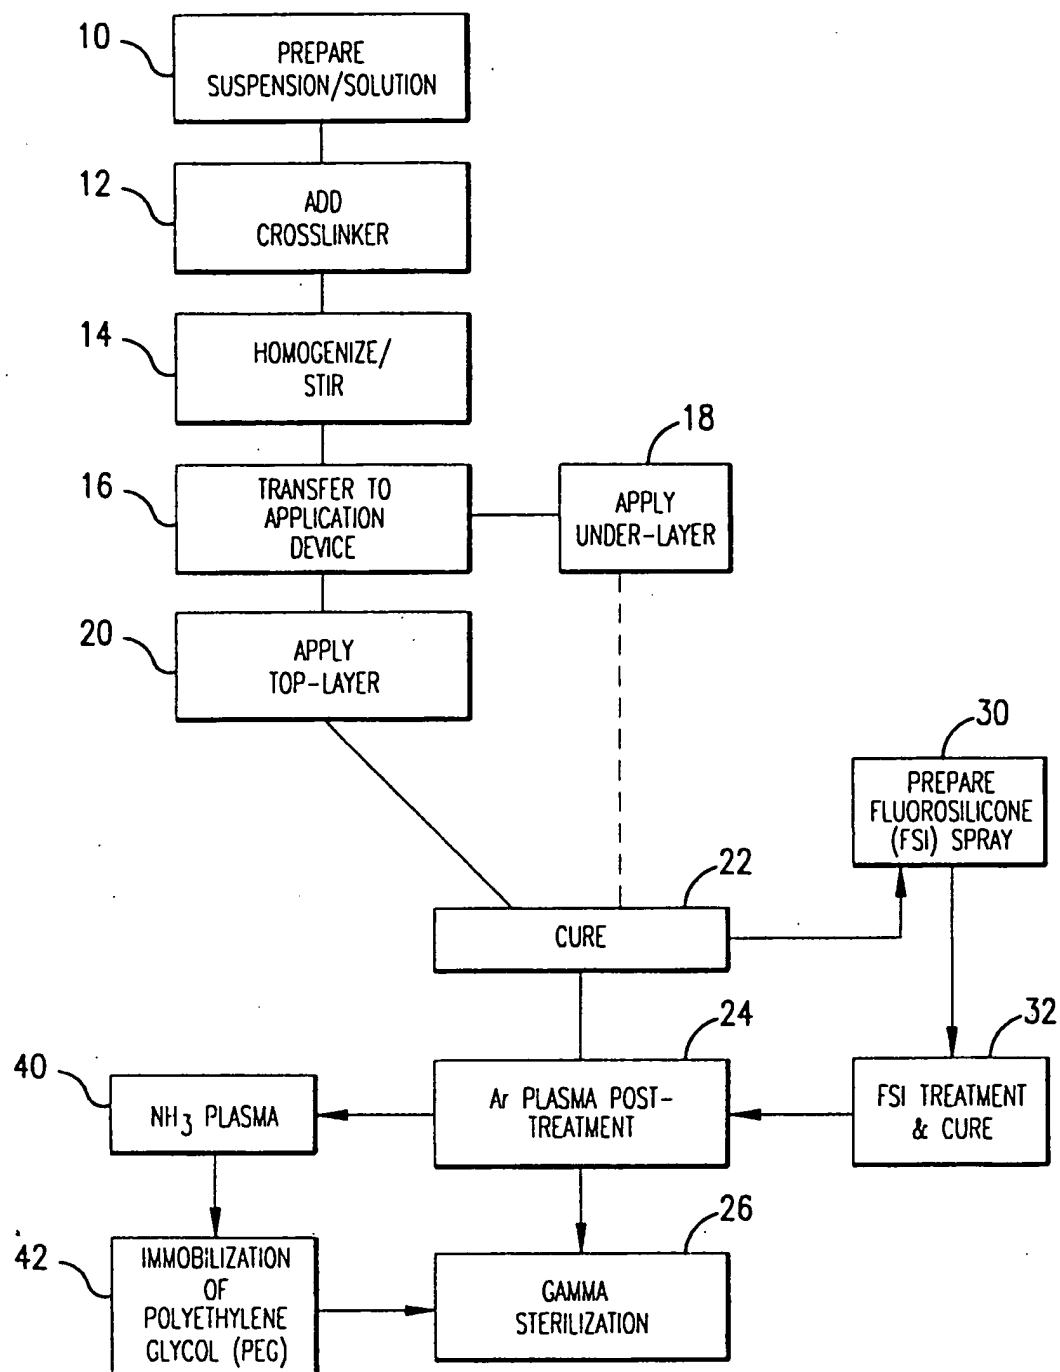 10
PREPARE
SUSPENSION/SOLUTION
12
ADD
CROSSLINKER
14
HOMOGENIZE/
STIR
16
TRANSFER TO
APPLICATION
DEVICE
18
APPLY
UNDER-LAYER
20
APPLY
TOP-LAYER
30
PREPARE
FLUOROSILICONE
(FSI) SPRAY
22
CURE
24
Ar PLASMA POST-
TREATMENT
32
FSI TREATMENT
& CURE
40
NH3 PLASMA
26
GAMMA
STERILIZATION
42
IMMOBILIZATION
OF
POLYETHYLENE
GLYCOL (PEG)